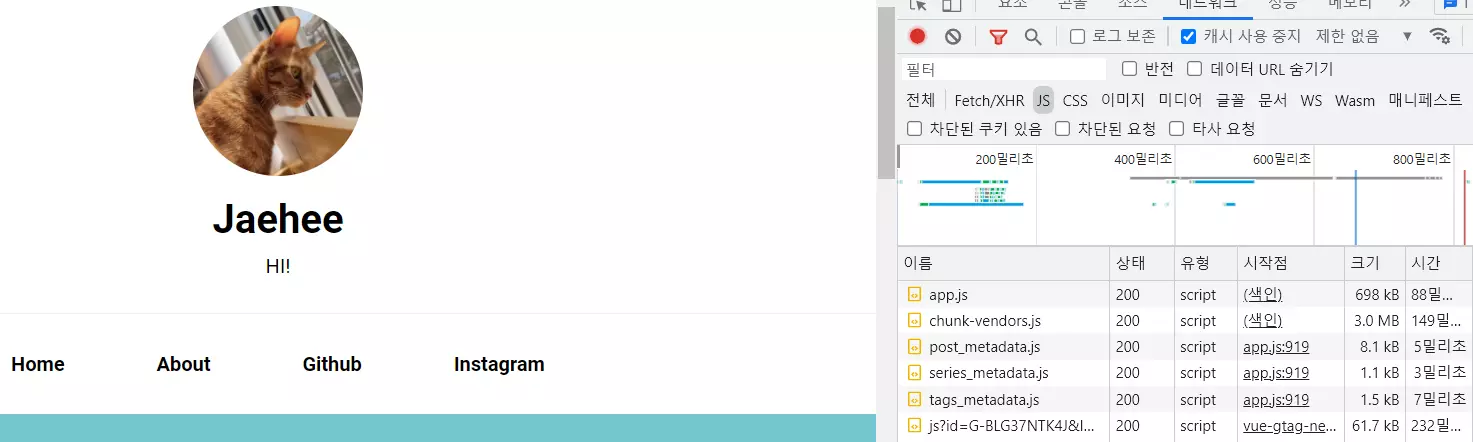 Jaehee
HI!
Home About Github Instagram
요소 콘솔 소스 네트워크 성능 메모리 »
로그 보존 캐시 사용 중지 제한 없음
필터 반전 데이터 URL 숨기기
전체 Fetch/XHR JS CSS 이미지 미디어 글꼴 문서 WS Wasm 매니페스트
차단된 쿠키 있음 차단된 요청 타사 요청
200밀리초 400밀리초 600밀리초 800밀리초
이름 상태 유형 시작점 크기 시간
app.js 200 script (색인) 698 kB 88밀...
chunk-vendors.js 200 script (색인) 3.0 MB 149밀...
post_metadata.js 200 script app.js:919 8.1 kB 5밀리초
series_metadata.js 200 script app.js:919 1.1 kB 3밀리초
tags_metadata.js 200 script app.js:919 1.5 kB 7밀리초
js?id=G-BLG37NTK4J&l... 200 script vue-gtag-ne... 61.7 kB 232밀...